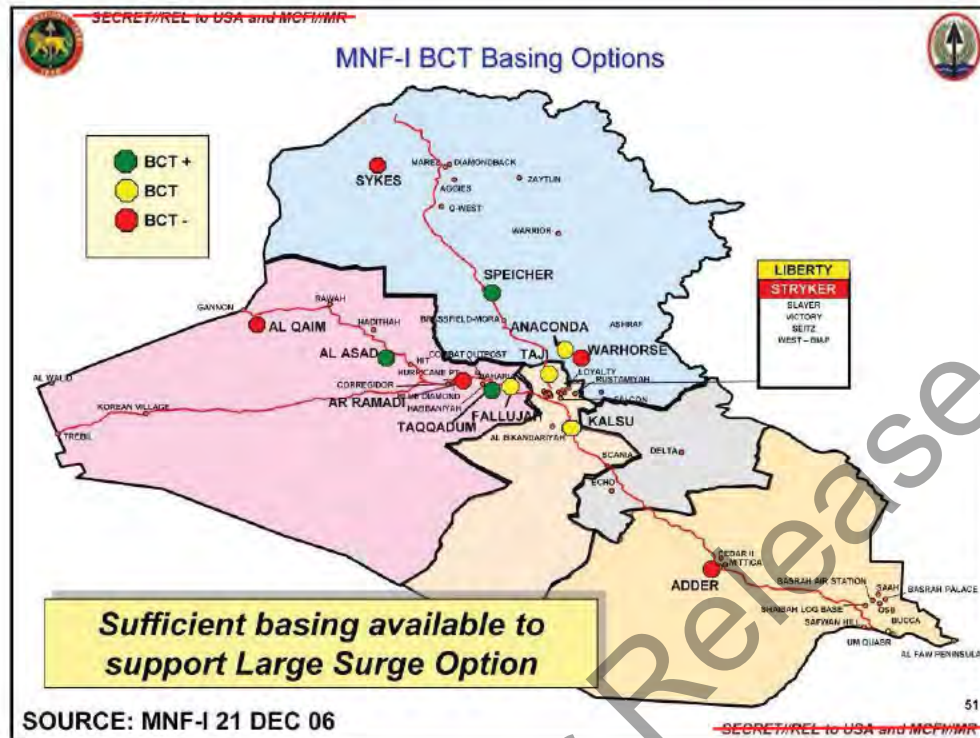 SECRET//REL to USA and MCFI//MR
MNF-I BCT Basing Options
BCT +
BCT
BCT -
SYKES
MAREZ
DIAMONDBACK
AGGIES
ZAYTUN
Q-WEST
WARRIOR
SPEICHER
LIBERTY
STRYKER
SLAYER
VICTORY
SEITZ
WEST - BIAP
GANNON
RAWAH
AL QAIM
HADITHAH
BRASSFIELD-MORA
ANACONDA
ASHRAF
AL ASAD
HIT
COMBAT OUTPOST
TAJI
WARHORSE
HURRICANE PT
LOYALTY
RUSTAMIYAH
AL WALID
CORREGIDOR
FALCON
AR RAMADI
HABBANIYAH
FALLUJAH
KOREAN VILLAGE
TAQQADUM
KALSU
TREBIL
SCANIA
DELTA
ECHO
CEDAR II
MITTICA
ADDER
BASRAH AIR STATION
SAAH
BASRAH PALACE
SHAIBAH LOG BASE
OSB
SAFWAN HILL
BUCCA
UM QUASR
AL FAW PENINSULA
Sufficient basing available to
support Large Surge Option
51
SOURCE: MNF-I 21 DEC 06
SECRET//REL to USA and MCFI//MR
Release